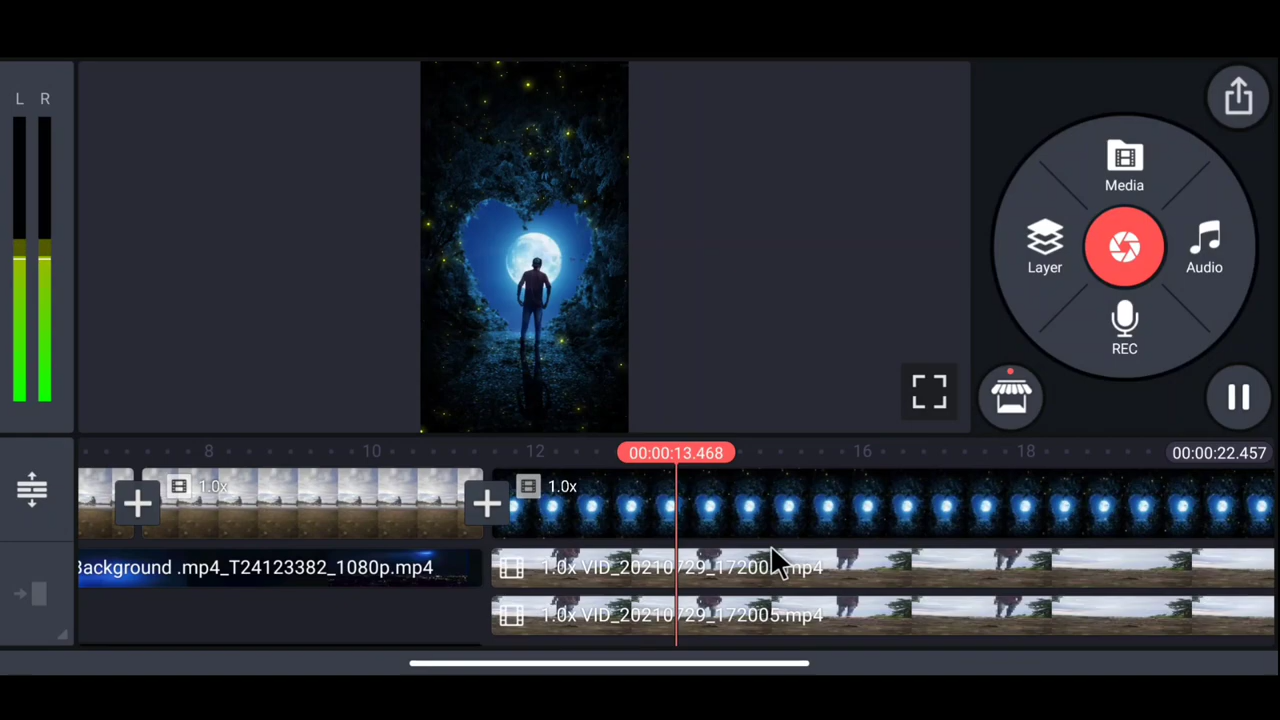 L R
Media
Layer
Audio
REC
8 10 12 00:00:13.468 16 18 00:00:22.457
1.0x
1.0x
Background .mp4_T24123382_1080p.mp4
1.0x VID_20210729_172005.mp4
1.0x VID_20210729_172005.mp4